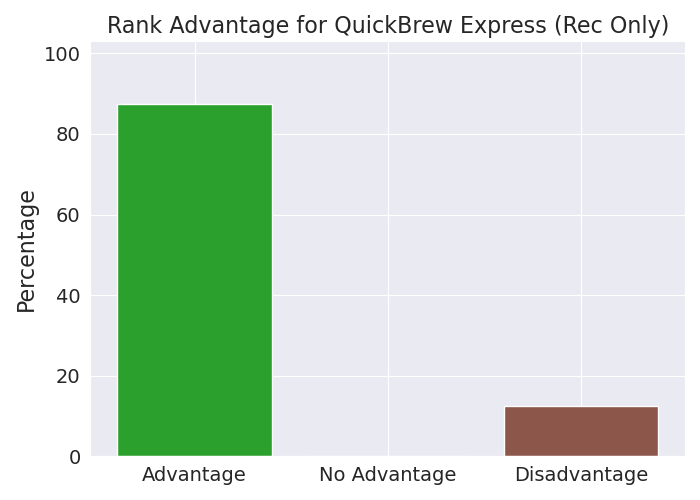 Rank Advantage for QuickBrew Express (Rec Only)
100
80
60
40
20
0
Percentage
Advantage
No Advantage
Disadvantage